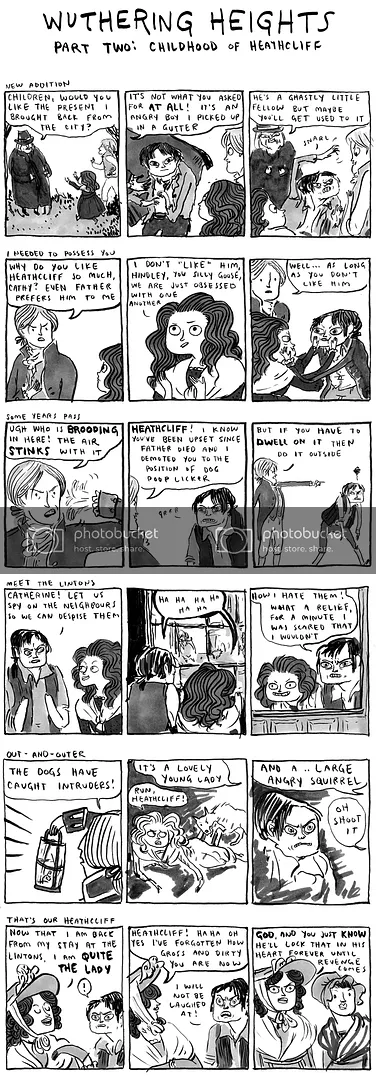 WUTHERING HEIGHTS
PART TWO: CHILDHOOD OF HEATHCLIFF
NEW ADDITION
CHILDREN, WOULD YOU
LIKE THE PRESENT I
BROUGHT BACK FROM
THE CITY?
IT'S NOT WHAT YOU ASKED
FOR AT ALL! IT'S AN
ANGRY BOY I PICKED UP
IN A GUTTER
HE'S A GHASTLY LITTLE
FELLOW BUT MAYBE
YOU'LL GET USED TO IT
SNARL
I NEEDED TO POSSESS YOU
WHY DO YOU LIKE
HEATHCLIFF SO MUCH,
CATHY? EVEN FATHER
PREFERS HIM TO ME
I DON'T "LIKE" HIM,
HINDLEY, YOU SILLY GOOSE,
WE ARE JUST OBSESSED
WITH ONE
ANOTHER
WELL... AS LONG
AS YOU DON'T
LIKE HIM
SOME YEARS PASS
UGH WHO IS BROODING
IN HERE! THE AIR
STINKS WITH IT
HEATHCLIFF! I KNOW
YOU'VE BEEN UPSET SINCE
FATHER DIED AND I
DEMOTED YOU TO THE
POSITION OF DOG
POOP LICKER
BUT IF YOU HAVE TO
DWELL ON IT THEN
DO IT OUTSIDE
photobucket
host. store. share.
photobucket
host. store. share.
MEET THE LINTONS
CATHERINE! LET US
SPY ON THE NEIGHBOURS
SO WE CAN DESPISE THEM
HA HA HA HA
HA HA
HOW I HATE THEM!
WHAT A RELIEF,
FOR A MINUTE I
WAS SCARED THAT
I WOULDN'T
OUT-AND-OUTER
THE DOGS HAVE
CAUGHT INTRUDERS!
IT'S A LOVELY
YOUNG LADY
RUN,
HEATHCLIFF!
AND A .. LARGE
ANGRY SQUIRREL
OH
SHOOT
IT
THAT'S OUR HEATHCLIFF
NOW THAT I AM BACK
FROM MY STAY AT THE
LINTONS, I AM QUITE
THE LADY
!
HEATHCLIFF! HAHA OH
YES I'VE FORGOTTEN HOW
GROSS AND DIRTY
YOU ARE NOW
I WILL
NOT BE
LAUGHED
AT!
GOD, AND YOU JUST KNOW
HE'LL LOCK THAT IN HIS
HEART FOREVER UNTIL
REVENGE
COMES